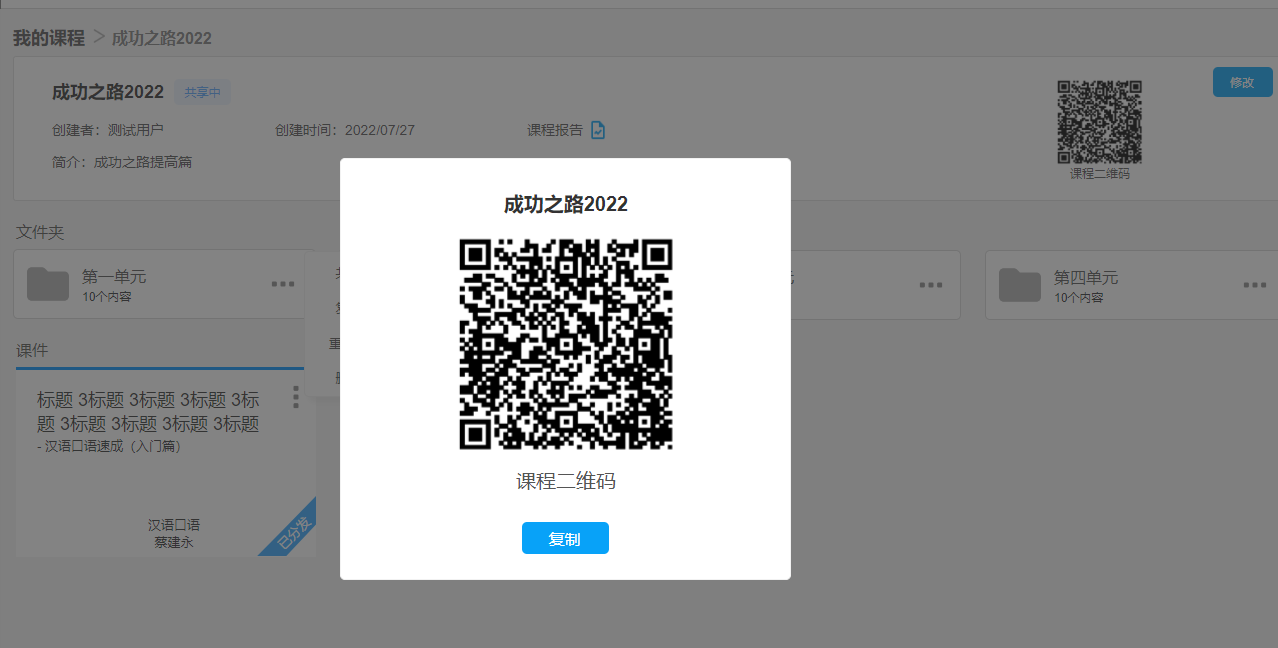 我的课程 > 成功之路2022
成功之路2022 共享中
修改
创建者：测试用户 创建时间：2022/07/27 课程报告
简介：成功之路提高篇
课程二维码
成功之路2022
课程二维码
复制
文件夹
第一单元
10个内容
第四单元
10个内容
重
课件
标题 3标题 3标题 3标题 3标
题 3标题 3标题 3标题 3标题
- 汉语口语速成（入门篇）
汉语口语
蔡建永
已分发